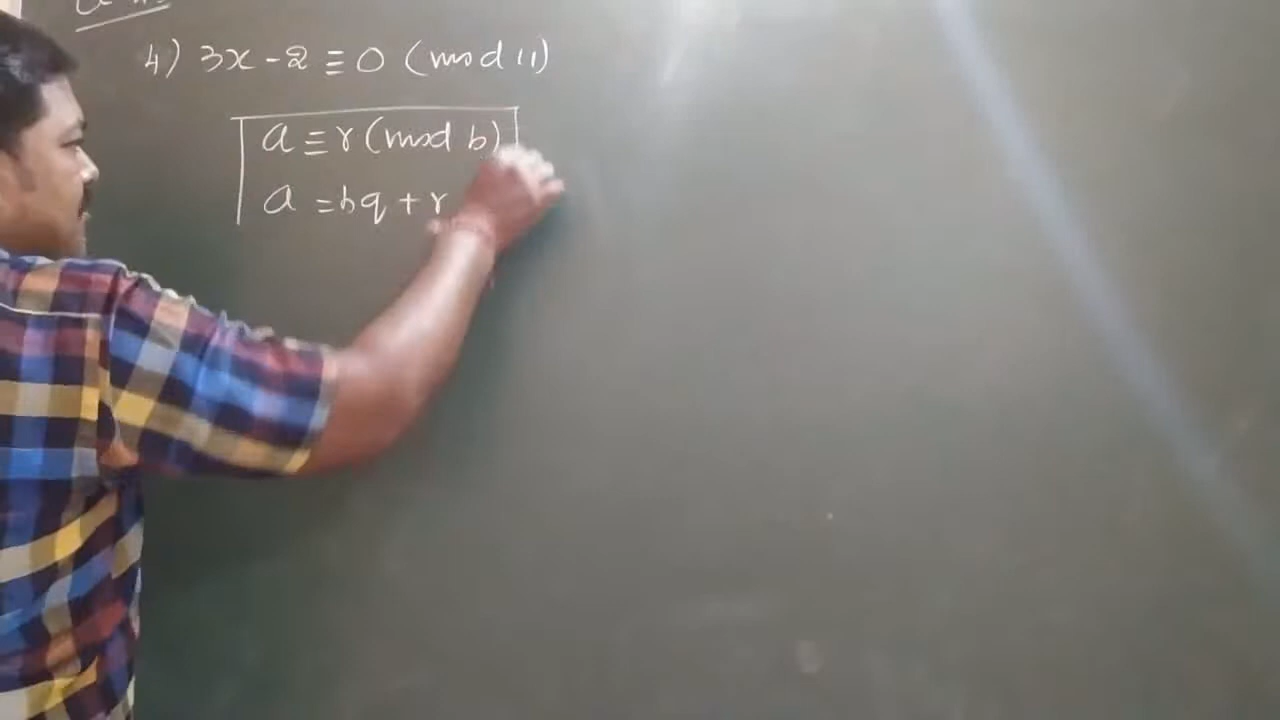 4) 3x - 2 ≡ 0 (mod 11)
a ≡ r (mod b)
a = bq + r